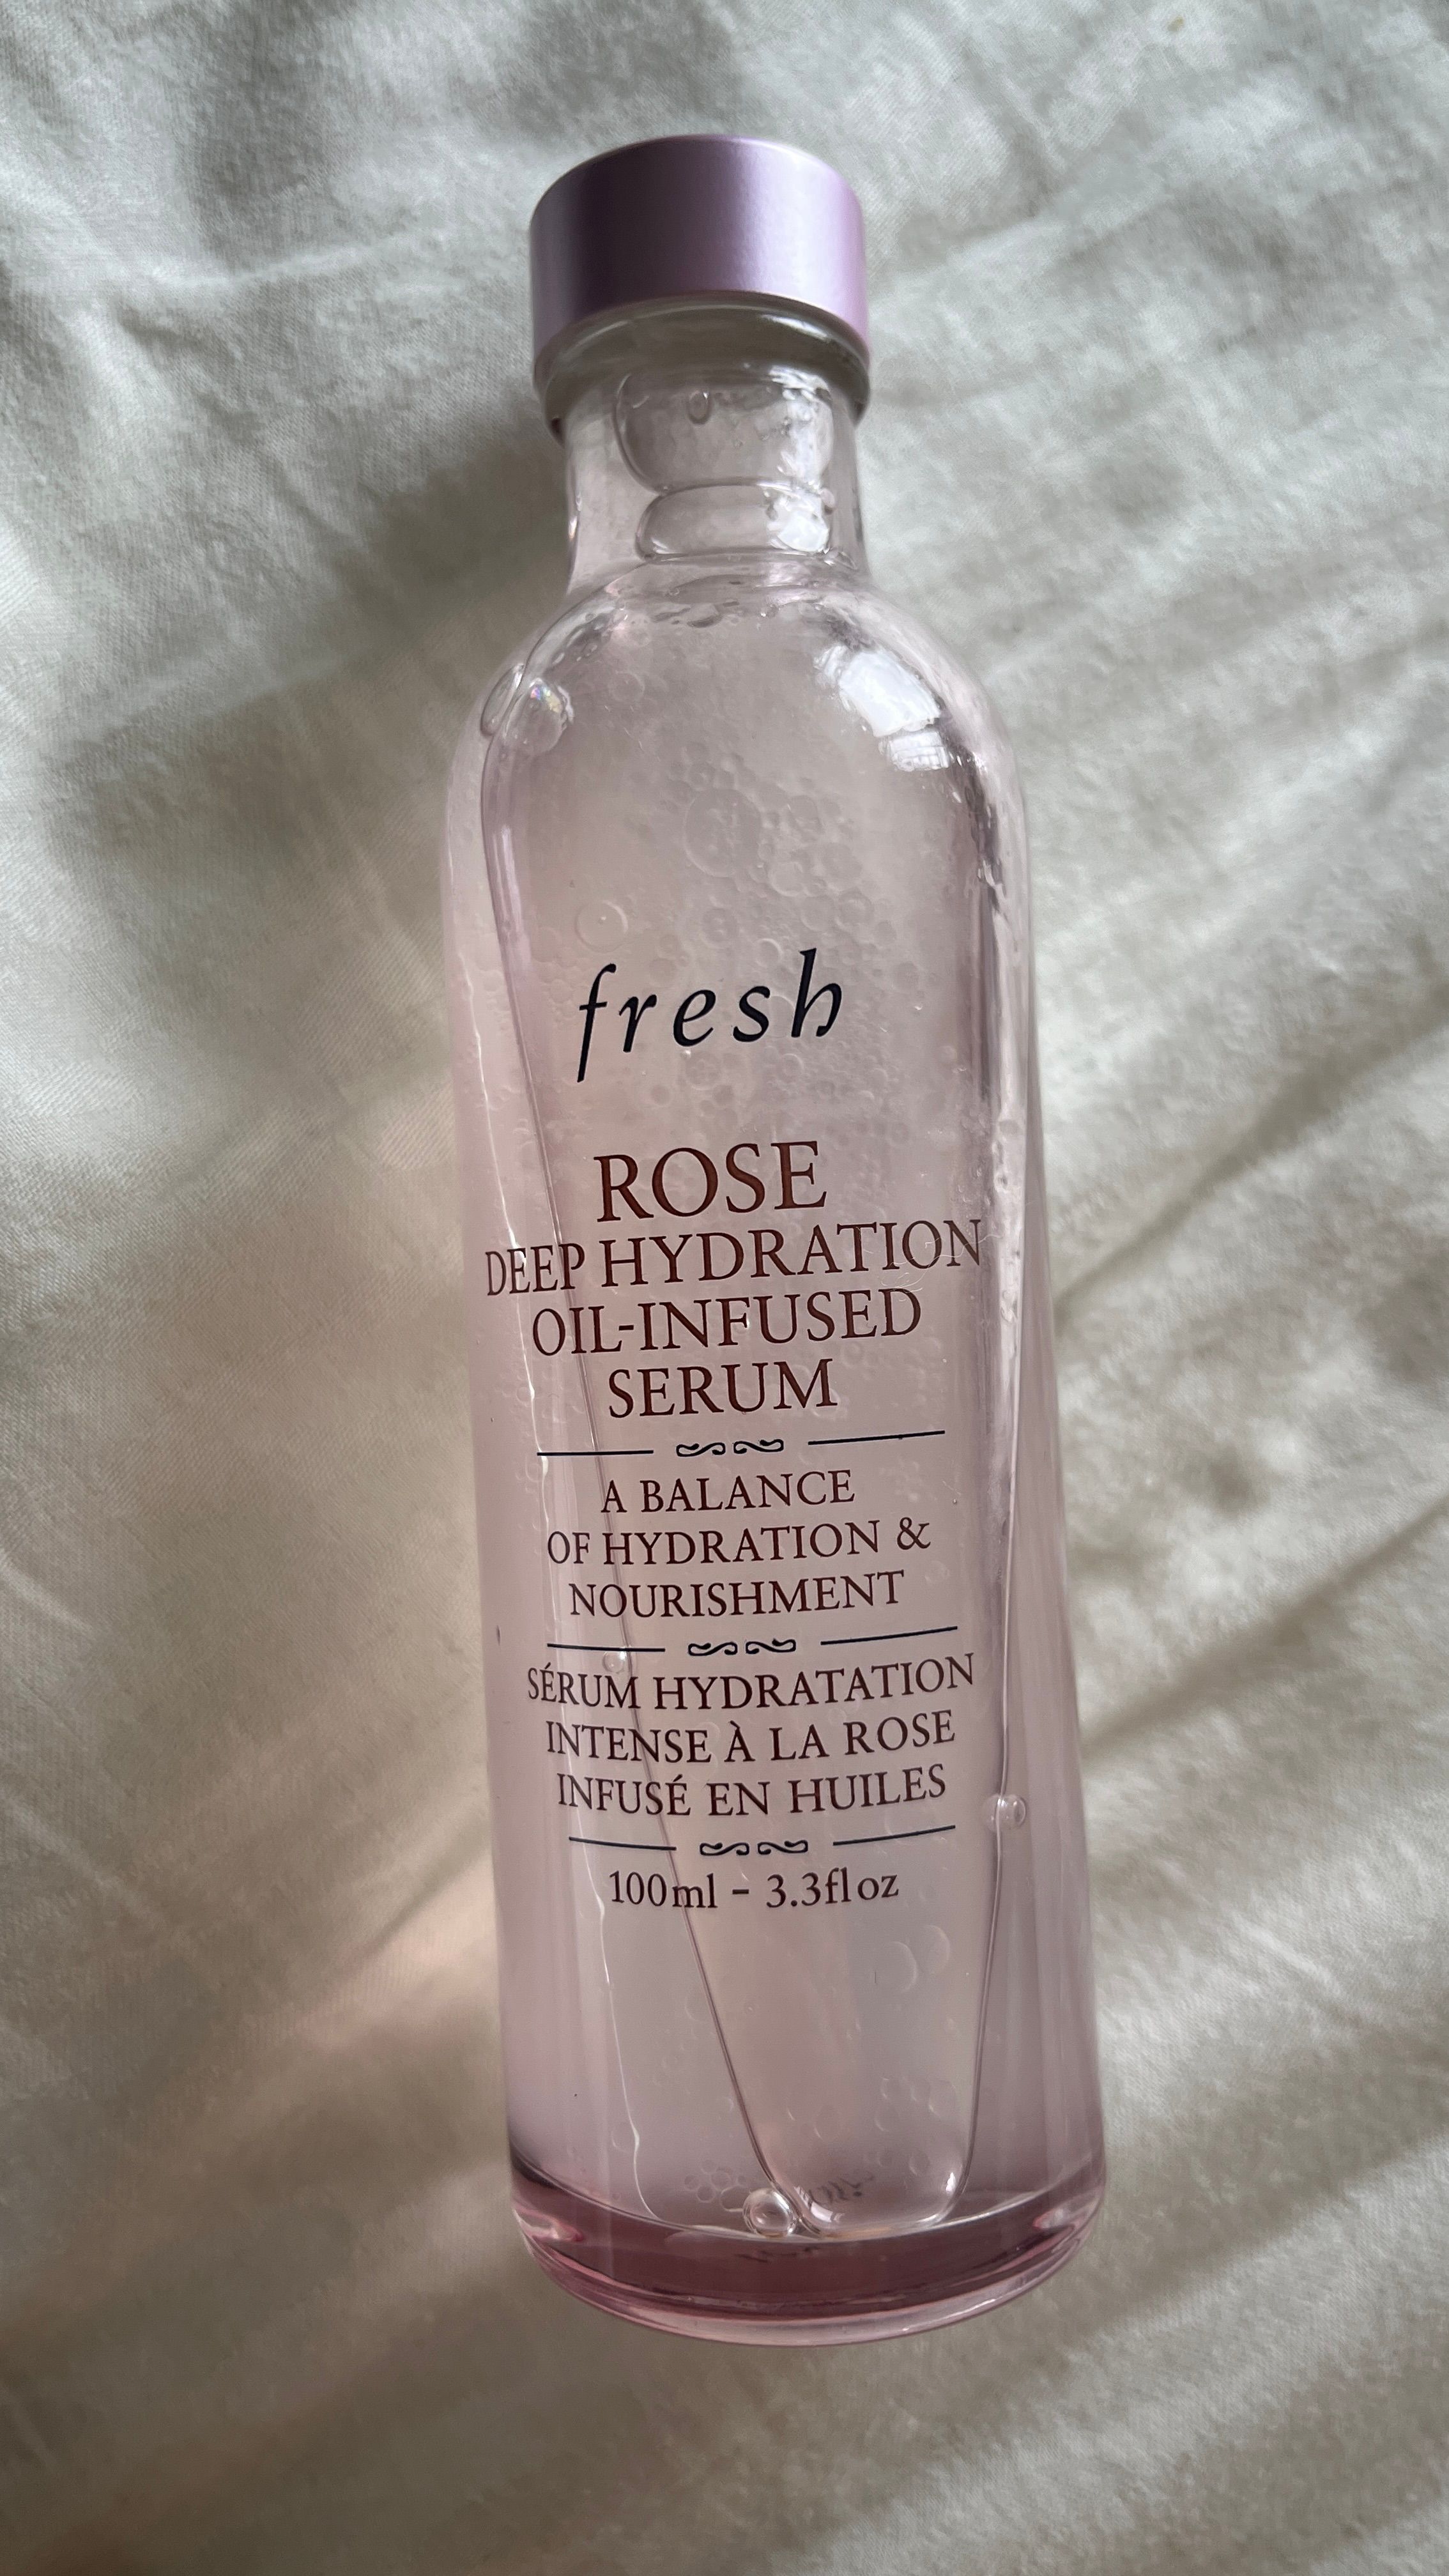 fresh
ROSE
DEEP HYDRATION
OIL-INFUSED
SERUM
A BALANCE
OF HYDRATION &
NOURISHMENT
SÉRUM HYDRATATION
INTENSE À LA ROSE
INFUSÉ EN HUILES
100ml - 3.3fl oz